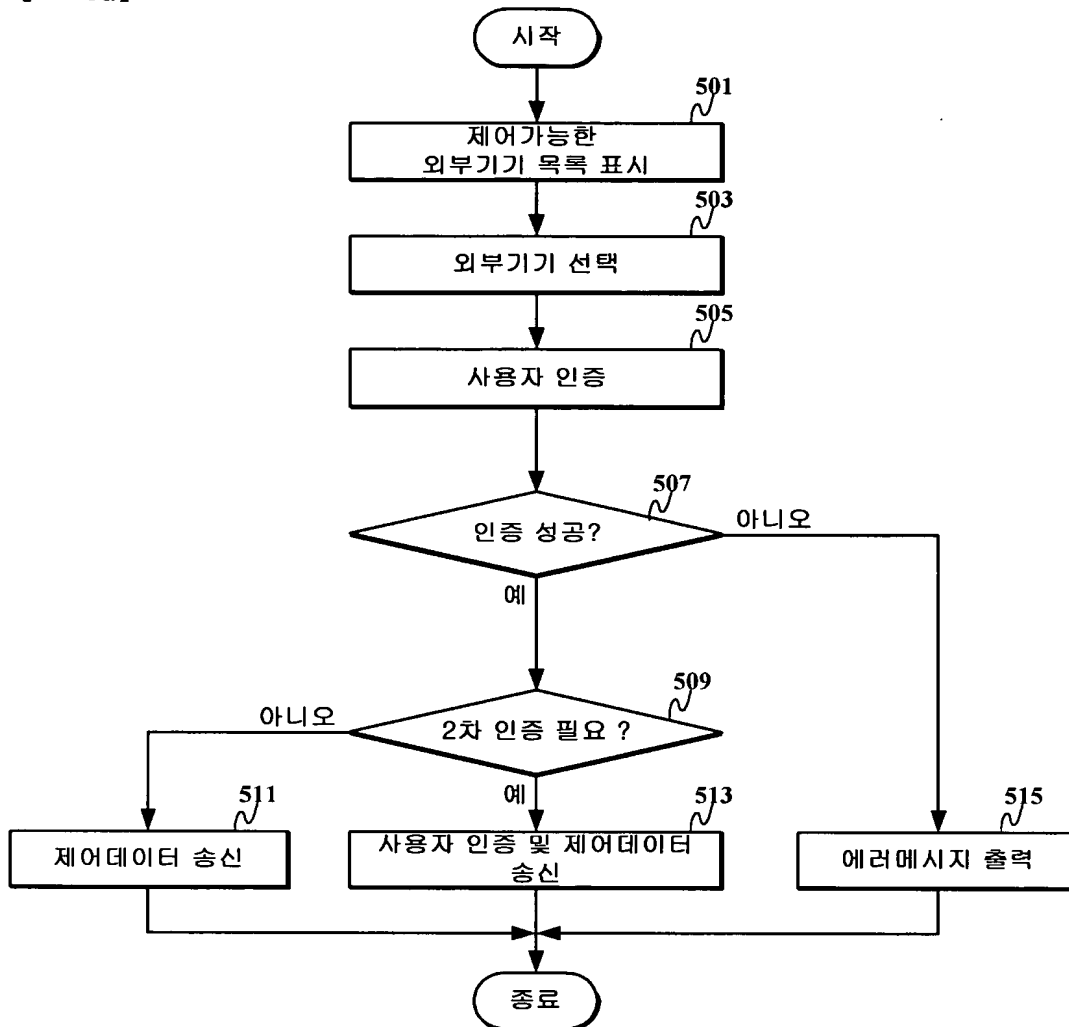 시작
501
제어가능한
외부기기 목록 표시
503
외부기기 선택
505
사용자 인증
507
인증 성공?
아니오
예
509
2차 인증 필요 ?
아니오
예
511
제어데이터 송신
513
사용자 인증 및 제어데이터
송신
515
에러메시지 출력
종료